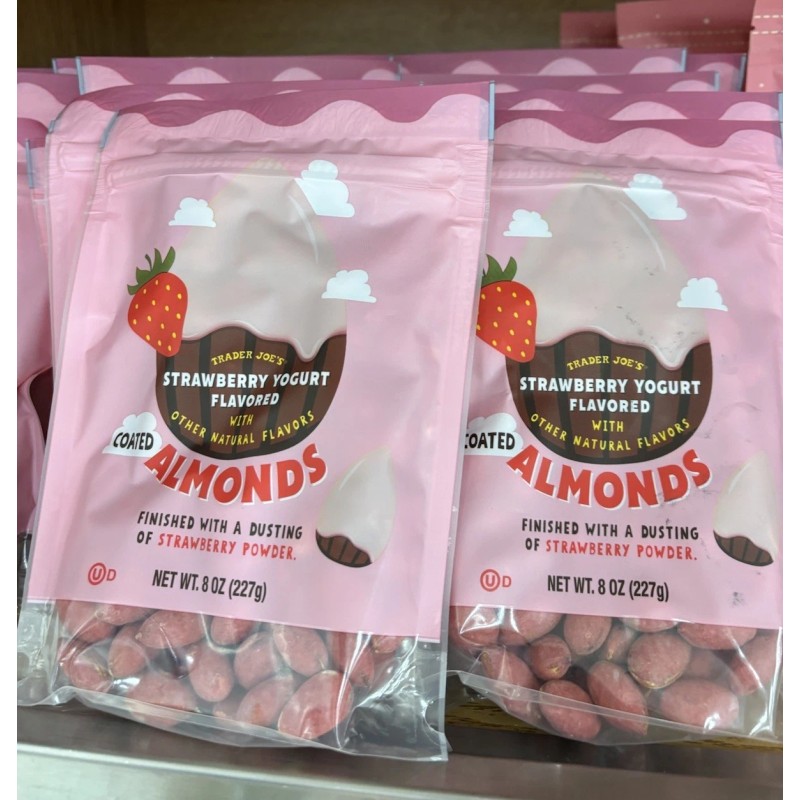 TRADER JOE'S
STRAWBERRY YOGURT
FLAVORED
WITH
OTHER NATURAL FLAVORS
COATED
ALMONDS
FINISHED WITH A DUSTING
OF STRAWBERRY POWDER.
U D
NET WT. 8 OZ (227g)
TRADER JOE'S
STRAWBERRY YOGURT
FLAVORED
WITH
OTHER NATURAL FLAVORS
COATED
ALMONDS
FINISHED WITH A DUSTING
OF STRAWBERRY POWDER.
U D
NET WT. 8 OZ (227g)